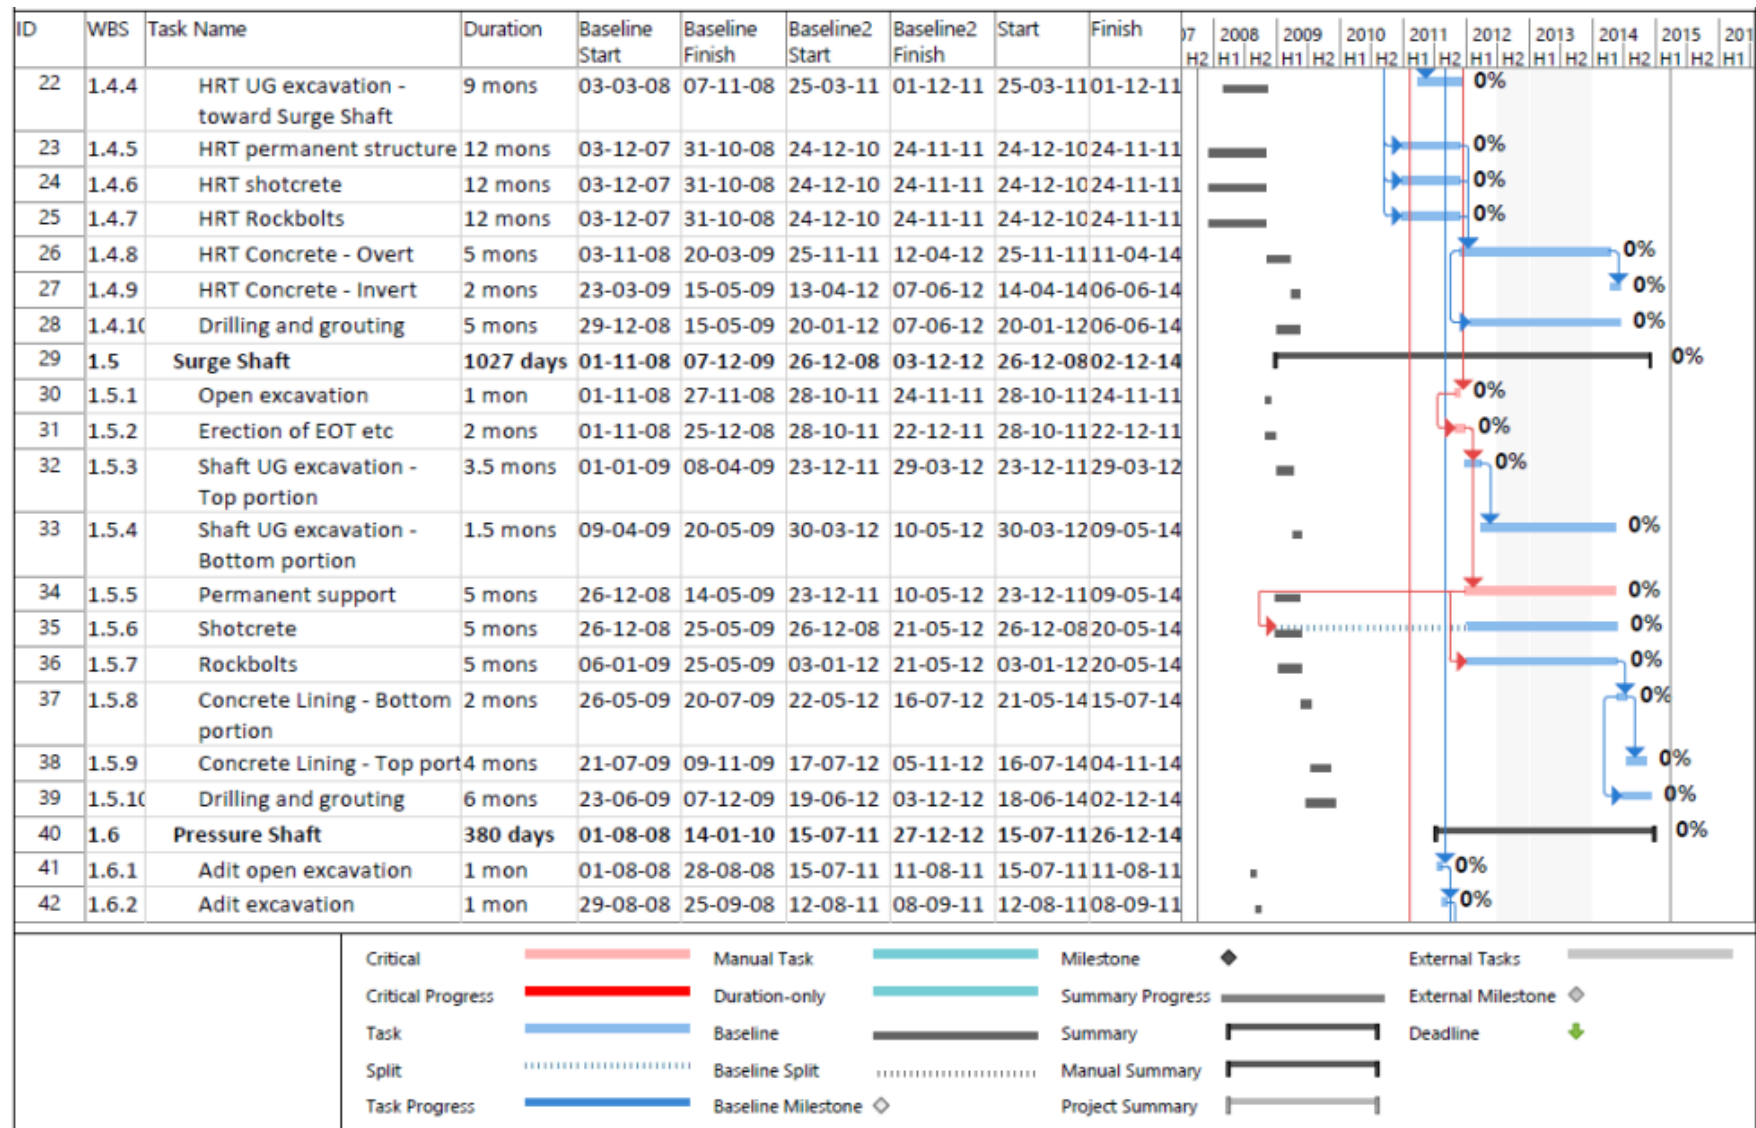 ID WBS Task Name Duration Baseline Start Baseline Finish Baseline2 Start Baseline2 Finish Start Finish
07 2008 2009 2010 2011 2012 2013 2014 2015 201
H2 H1 H2 H1 H2 H1 H2 H1 H2 H1 H2 H1 H2 H1 H2 H1 H2 H1
22 1.4.4 HRT UG excavation - toward Surge Shaft 9 mons 03-03-08 07-11-08 25-03-11 01-12-11 25-03-11 01-12-11 0%
23 1.4.5 HRT permanent structure 12 mons 03-12-07 31-10-08 24-12-10 24-11-11 24-12-10 24-11-11 0%
24 1.4.6 HRT shotcrete 12 mons 03-12-07 31-10-08 24-12-10 24-11-11 24-12-10 24-11-11 0%
25 1.4.7 HRT Rockbolts 12 mons 03-12-07 31-10-08 24-12-10 24-11-11 24-12-10 24-11-11 0%
26 1.4.8 HRT Concrete - Overt 5 mons 03-11-08 20-03-09 25-11-11 12-04-12 25-11-11 11-04-14 0%
27 1.4.9 HRT Concrete - Invert 2 mons 23-03-09 15-05-09 13-04-12 07-06-12 14-04-14 06-06-14 0%
28 1.4.10 Drilling and grouting 5 mons 29-12-08 15-05-09 20-01-12 07-06-12 20-01-12 06-06-14 0%
29 1.5 Surge Shaft 1027 days 01-11-08 07-12-09 26-12-08 03-12-12 26-12-08 02-12-14 0%
30 1.5.1 Open excavation 1 mon 01-11-08 27-11-08 28-10-11 24-11-11 28-10-11 24-11-11 0%
31 1.5.2 Erection of EOT etc 2 mons 01-11-08 25-12-08 28-10-11 22-12-11 28-10-11 22-12-11 0%
32 1.5.3 Shaft UG excavation - Top portion 3.5 mons 01-01-09 08-04-09 23-12-11 29-03-12 23-12-11 29-03-12 0%
33 1.5.4 Shaft UG excavation - Bottom portion 1.5 mons 09-04-09 20-05-09 30-03-12 10-05-12 30-03-12 09-05-14 0%
34 1.5.5 Permanent support 5 mons 26-12-08 14-05-09 23-12-11 10-05-12 23-12-11 09-05-14 0%
35 1.5.6 Shotcrete 5 mons 26-12-08 25-05-09 26-12-08 21-05-12 26-12-08 20-05-14 0%
36 1.5.7 Rockbolts 5 mons 06-01-09 25-05-09 03-01-12 21-05-12 03-01-12 20-05-14 0%
37 1.5.8 Concrete Lining - Bottom portion 2 mons 26-05-09 20-07-09 22-05-12 16-07-12 21-05-14 15-07-14 0%
38 1.5.9 Concrete Lining - Top port 4 mons 21-07-09 09-11-09 17-07-12 05-11-12 16-07-14 04-11-14 0%
39 1.5.10 Drilling and grouting 6 mons 23-06-09 07-12-09 19-06-12 03-12-12 18-06-14 02-12-14 0%
40 1.6 Pressure Shaft 380 days 01-08-08 14-01-10 15-07-11 27-12-12 15-07-11 26-12-14 0%
41 1.6.1 Adit open excavation 1 mon 01-08-08 28-08-08 15-07-11 11-08-11 15-07-11 11-08-11 0%
42 1.6.2 Adit excavation 1 mon 29-08-08 25-09-08 12-08-11 08-09-11 12-08-11 08-09-11 0%
Critical Manual Task Milestone External Tasks
Critical Progress Duration-only Summary Progress External Milestone
Task Baseline Summary Deadline
Split Baseline Split Manual Summary
Task Progress Baseline Milestone Project Summary